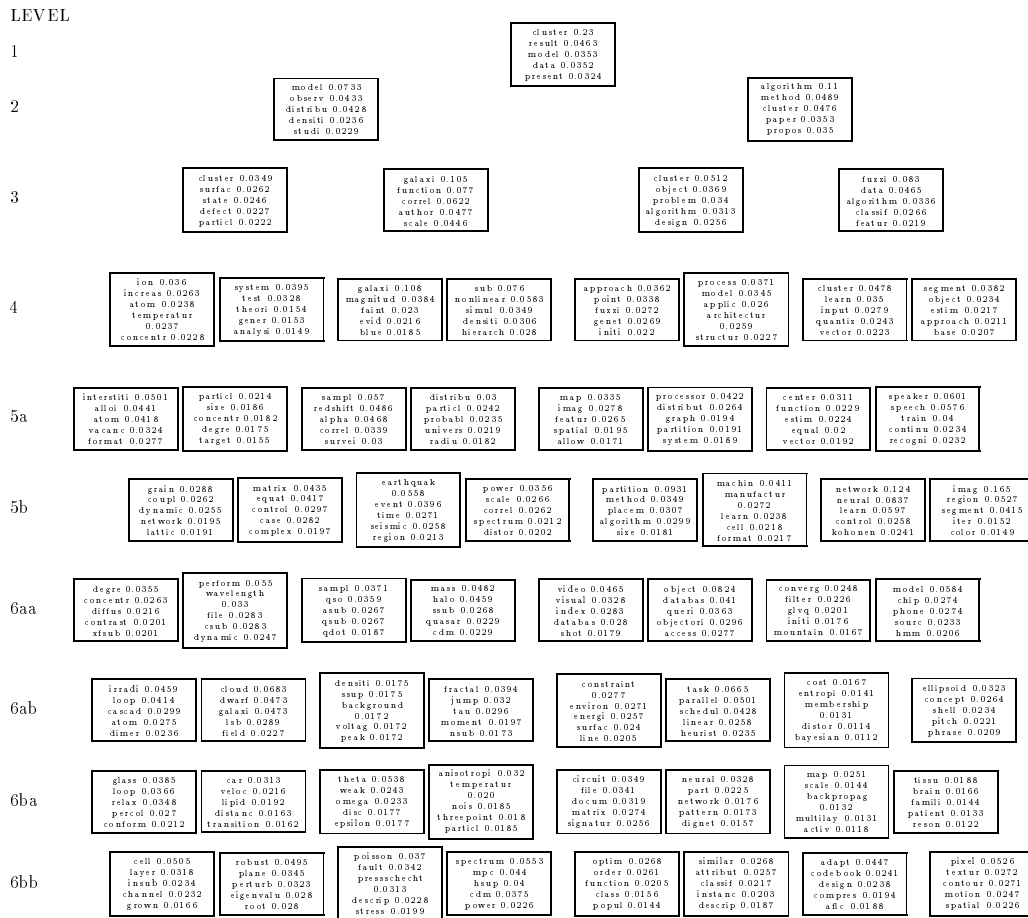 LEVEL
1
cluster 0.23
result 0.0463
model 0.0353
data 0.0352
present 0.0324
2
model 0.0733
observ 0.0433
distribu 0.0428
densiti 0.0236
studi 0.0229
algorithm 0.11
method 0.0489
cluster 0.0476
paper 0.0353
propos 0.035
3
cluster 0.0349
surfac 0.0262
state 0.0246
defect 0.0227
particl 0.0222
galaxi 0.105
function 0.077
correl 0.0622
author 0.0477
scale 0.0446
cluster 0.0512
object 0.0369
problem 0.034
algorithm 0.0313
design 0.0256
fuzzi 0.083
data 0.0465
algorithm 0.0336
classif 0.0266
featur 0.0219
4
ion 0.036
increas 0.0263
atom 0.0238
temperatur
0.0237
concentr 0.0228
system 0.0395
test 0.0328
theori 0.0154
gener 0.0153
analysi 0.0149
galaxi 0.108
magnitud 0.0384
faint 0.023
evid 0.0216
blue 0.0185
sub 0.076
nonlinear 0.0583
simul 0.0349
densiti 0.0306
hierarch 0.028
approach 0.0362
point 0.0338
fuzzi 0.0272
genet 0.0269
initi 0.022
process 0.0371
model 0.0345
applic 0.026
architectur
0.0259
structur 0.0227
cluster 0.0478
learn 0.035
input 0.0279
quantiz 0.0243
vector 0.0223
segment 0.0382
object 0.0234
estim 0.0217
approach 0.0211
base 0.0207
5a
interstiti 0.0501
alloi 0.0441
atom 0.0418
vacanc 0.0324
format 0.0277
particl 0.0214
size 0.0186
concentr 0.0182
degre 0.0175
target 0.0155
sampl 0.057
redshift 0.0486
alpha 0.0468
correl 0.0339
survei 0.03
distribu 0.03
particl 0.0242
probabl 0.0235
univers 0.0219
radiu 0.0182
map 0.0335
imag 0.0278
featur 0.0265
spatial 0.0195
allow 0.0171
processor 0.0422
distribut 0.0264
graph 0.0194
partition 0.0191
system 0.0189
center 0.0311
function 0.0229
estim 0.0224
equal 0.02
vector 0.0192
speaker 0.0601
speech 0.0576
train 0.04
continu 0.0234
recogni 0.0232
5b
grain 0.0288
coupl 0.0262
dynamic 0.0255
network 0.0195
lattic 0.0191
matrix 0.0435
equat 0.0417
control 0.0297
case 0.0282
complex 0.0197
earthquak
0.0558
event 0.0396
time 0.0271
seismic 0.0258
region 0.0213
power 0.0356
scale 0.0266
correl 0.0262
spectrum 0.0212
distor 0.0202
partition 0.0391
method 0.0349
placem 0.0307
algorithm 0.0299
size 0.0181
machin 0.0411
manufactur
0.0272
learn 0.0238
cell 0.0218
format 0.0217
network 0.124
neural 0.0837
learn 0.0597
control 0.0258
kohonen 0.0241
imag 0.165
region 0.0527
segment 0.0415
iter 0.0152
color 0.0149
6aa
degre 0.0355
concentr 0.0263
diffus 0.0216
contrast 0.0201
xfsub 0.0201
perform 0.055
wavelength
0.033
file 0.0283
csub 0.0283
dynamic 0.0247
sampl 0.0371
qso 0.0359
asub 0.0267
qsub 0.0267
qdot 0.0187
mass 0.0482
halo 0.0459
ssub 0.0268
quasar 0.0229
cdm 0.0229
video 0.0465
visual 0.0328
index 0.0283
databas 0.028
shot 0.0179
object 0.0824
databas 0.041
queri 0.0363
objectori 0.0296
access 0.0277
converg 0.0248
filter 0.0226
glvq 0.0201
initi 0.0176
mountain 0.0167
model 0.0584
chip 0.0274
phone 0.0274
sourc 0.0233
hmm 0.0206
6ab
irradi 0.0459
loop 0.0414
cascad 0.0299
atom 0.0275
dimer 0.0236
cloud 0.0683
dwarf 0.0473
galaxi 0.0473
lsb 0.0289
field 0.0227
densiti 0.0175
ssup 0.0175
background
0.0172
voltag 0.0172
peak 0.0172
fractal 0.0394
jump 0.032
tau 0.0296
moment 0.0197
nsub 0.0173
constraint
0.0277
environ 0.0271
energi 0.0257
surfac 0.024
line 0.0205
task 0.0665
parallel 0.0501
schedul 0.0428
linear 0.0258
heurist 0.0235
cost 0.0167
entropi 0.0141
membership
0.0131
distor 0.0114
bayesian 0.0112
ellipsoid 0.0323
concept 0.0264
shell 0.0234
pitch 0.0221
phrase 0.0209
6ba
glass 0.0385
loop 0.0366
relax 0.0348
percol 0.027
conform 0.0212
car 0.0313
veloc 0.0216
lipid 0.0192
distanc 0.0163
transition 0.0162
theta 0.0538
weak 0.0243
omega 0.0233
disc 0.0177
epsilon 0.0177
anisotropi 0.032
temperatur
0.020
nois 0.0185
threepoint 0.018
particl 0.0185
circuit 0.0349
file 0.0341
docum 0.0319
matrix 0.0274
signatur 0.0256
neural 0.0328
part 0.0225
network 0.0176
pattern 0.0173
dignet 0.0157
map 0.0251
scale 0.0144
backpropag
0.0132
multilay 0.0131
activ 0.0118
tissu 0.0188
brain 0.0166
famili 0.0144
patient 0.0133
reson 0.0122
6bb
cell 0.0505
layer 0.0318
insub 0.0234
channel 0.0232
grown 0.0166
robust 0.0495
plane 0.0345
perturb 0.0323
eigenvalu 0.028
root 0.028
poisson 0.037
fault 0.0342
pressschecht
0.0313
descrip 0.0228
stress 0.0199
spectrum 0.0553
mpc 0.044
hsup 0.04
cdm 0.0375
power 0.0226
optim 0.0268
order 0.0261
function 0.0205
class 0.0156
popul 0.0144
similar 0.0268
attribut 0.0257
classif 0.0217
instanc 0.0203
descrip 0.0187
adapt 0.0447
codebook 0.0241
design 0.0238
compres 0.0194
aflc 0.0188
pixel 0.0526
textur 0.0272
contour 0.0271
motion 0.0247
spatial 0.0226